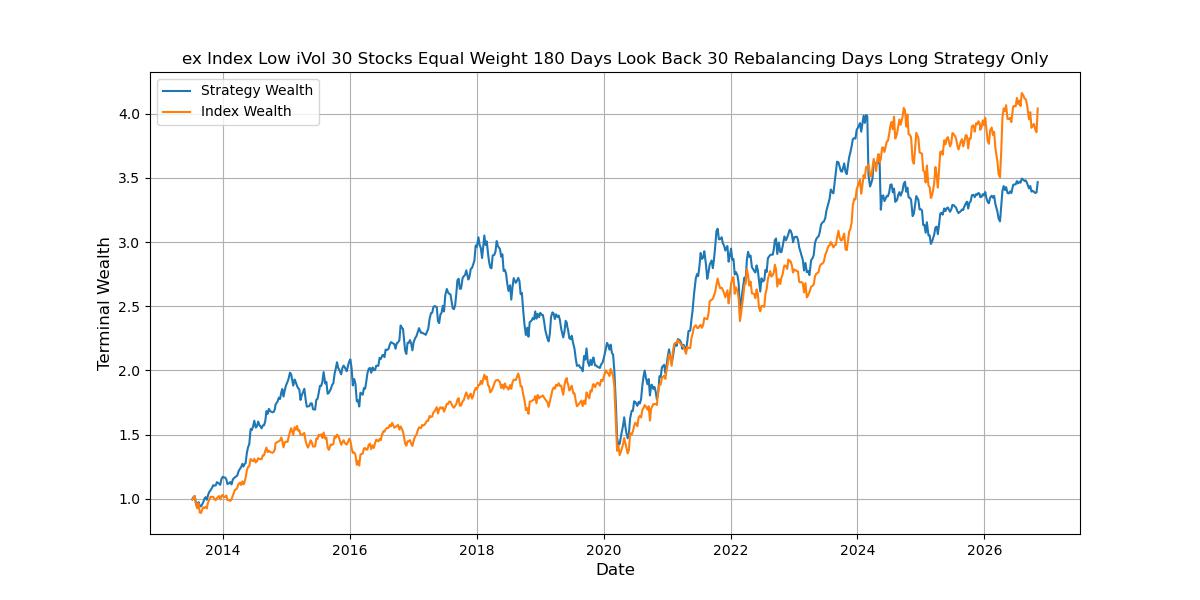 ex Index Low iVol 30 Stocks Equal Weight 180 Days Look Back 30 Rebalancing Days Long Strategy Only
Strategy Wealth
Index Wealth
Terminal Wealth
4.0
3.5
3.0
2.5
2.0
1.5
1.0
2014 2016 2018 2020 2022 2024 2026
Date